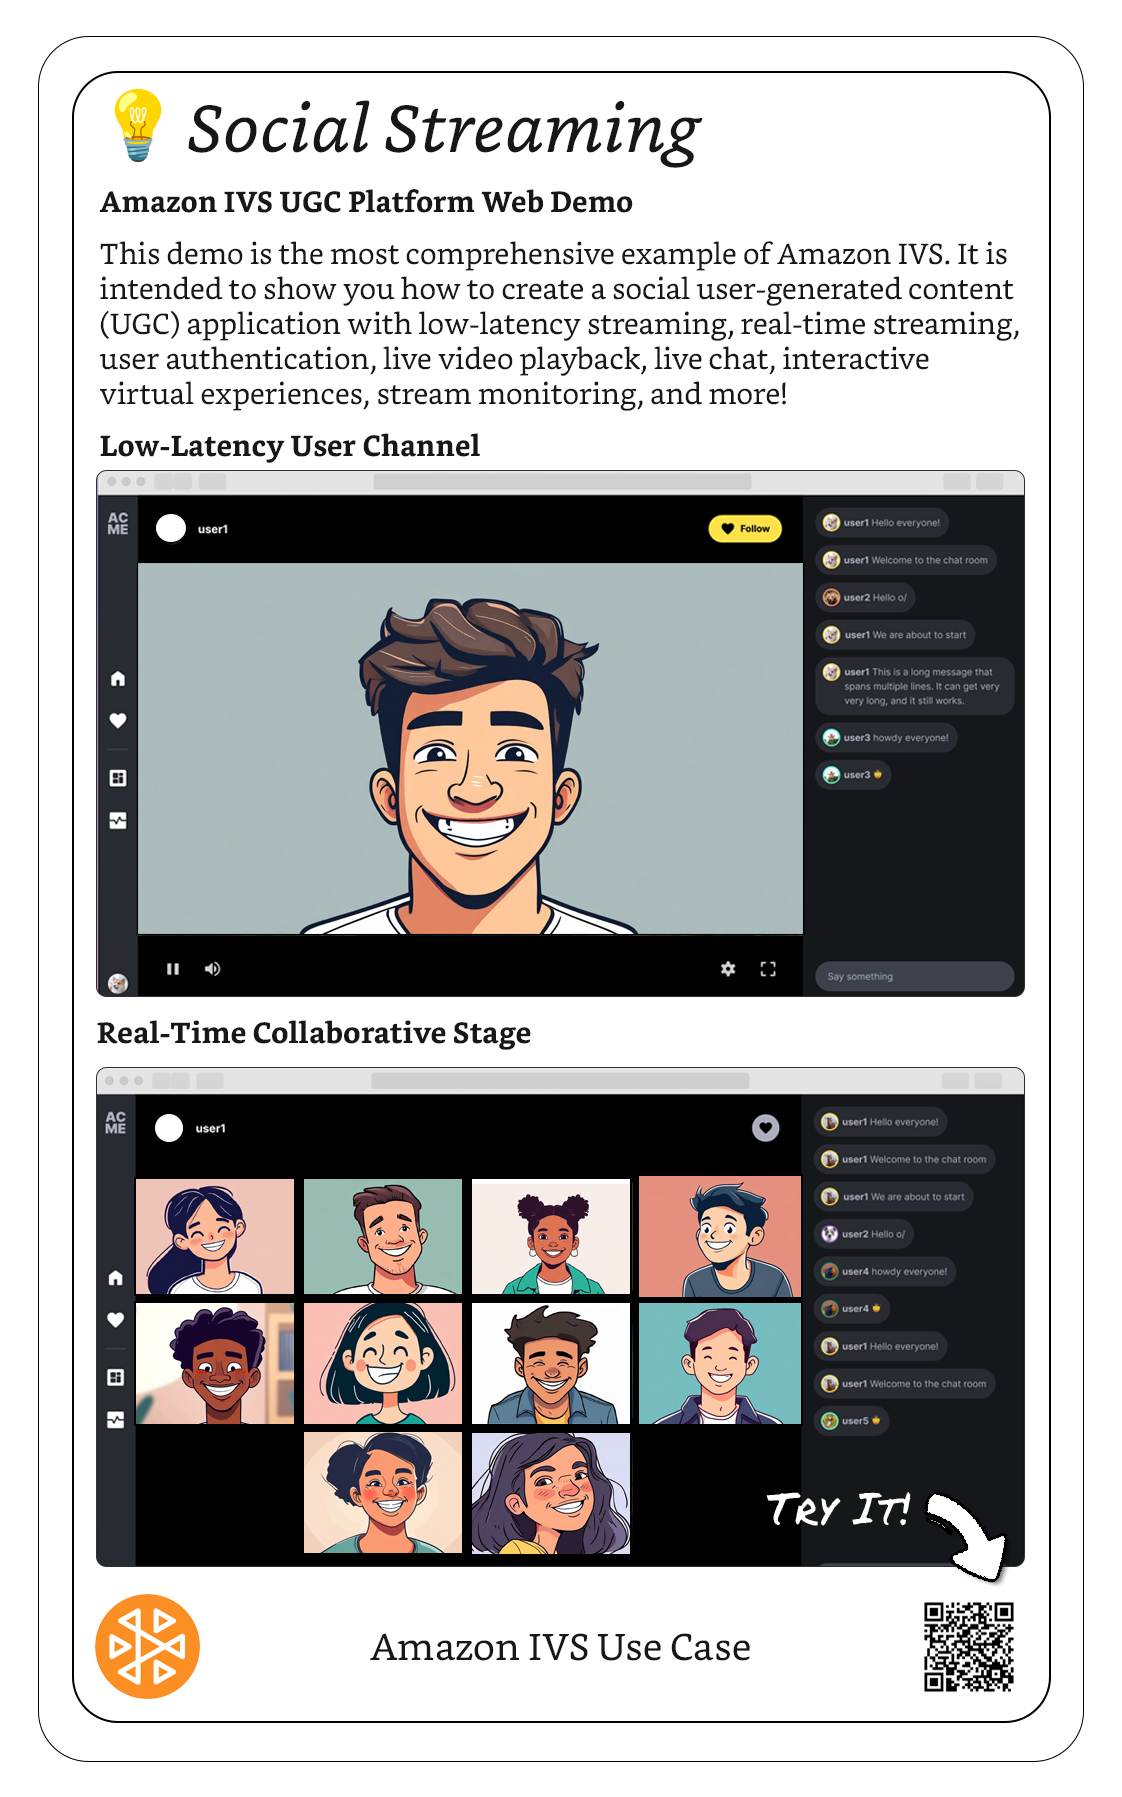 Social Streaming
Amazon IVS UGC Platform Web Demo
This demo is the most comprehensive example of Amazon IVS. It is
intended to show you how to create a social user-generated content
(UGC) application with low-latency streaming, real-time streaming,
user authentication, live video playback, live chat, interactive
virtual experiences, stream monitoring, and more!
Low-Latency User Channel
AC
ME
user1
Follow
user1 Hello everyone!
user1 Welcome to the chat room
user2 Hello o/
user1 We are about to start
user1 This is a long message that
spans multiple lines. It can get very
very long, and it still works.
user3 howdy everyone!
user3
Say something
Real-Time Collaborative Stage
AC
ME
user1
user1 Hello everyone!
user1 Welcome to the chat room
user1 We are about to start
user2 Hello o/
user4 howdy everyone!
user4
user1 Hello everyone!
user1 Welcome to the chat room
user5
Try It!
Amazon IVS Use Case